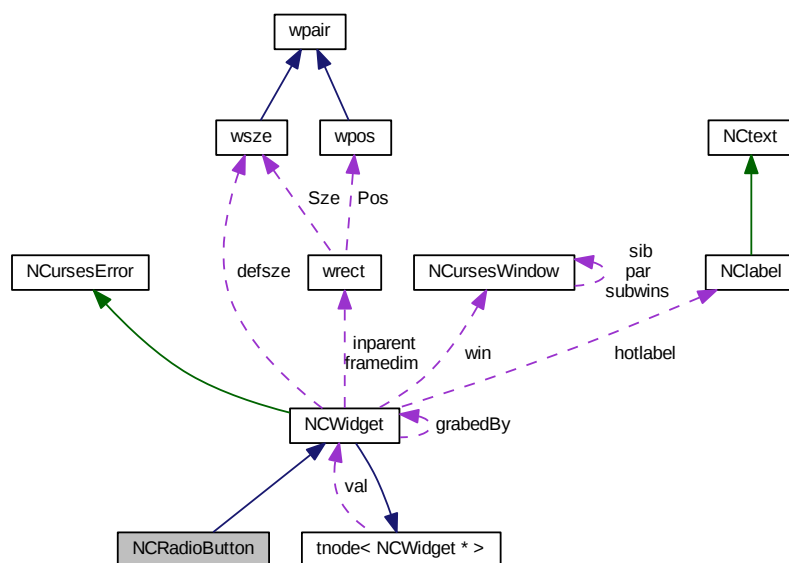 wpair
wsze
wpos
NCtext
Sze
Pos
NCursesError
defsze
wrect
NCursesWindow
sib
par
subwins
NClabel
inparent
framedim
win
hotlabel
NCWidget
grabedBy
val
NCRadioButton
tnode< NCWidget * >